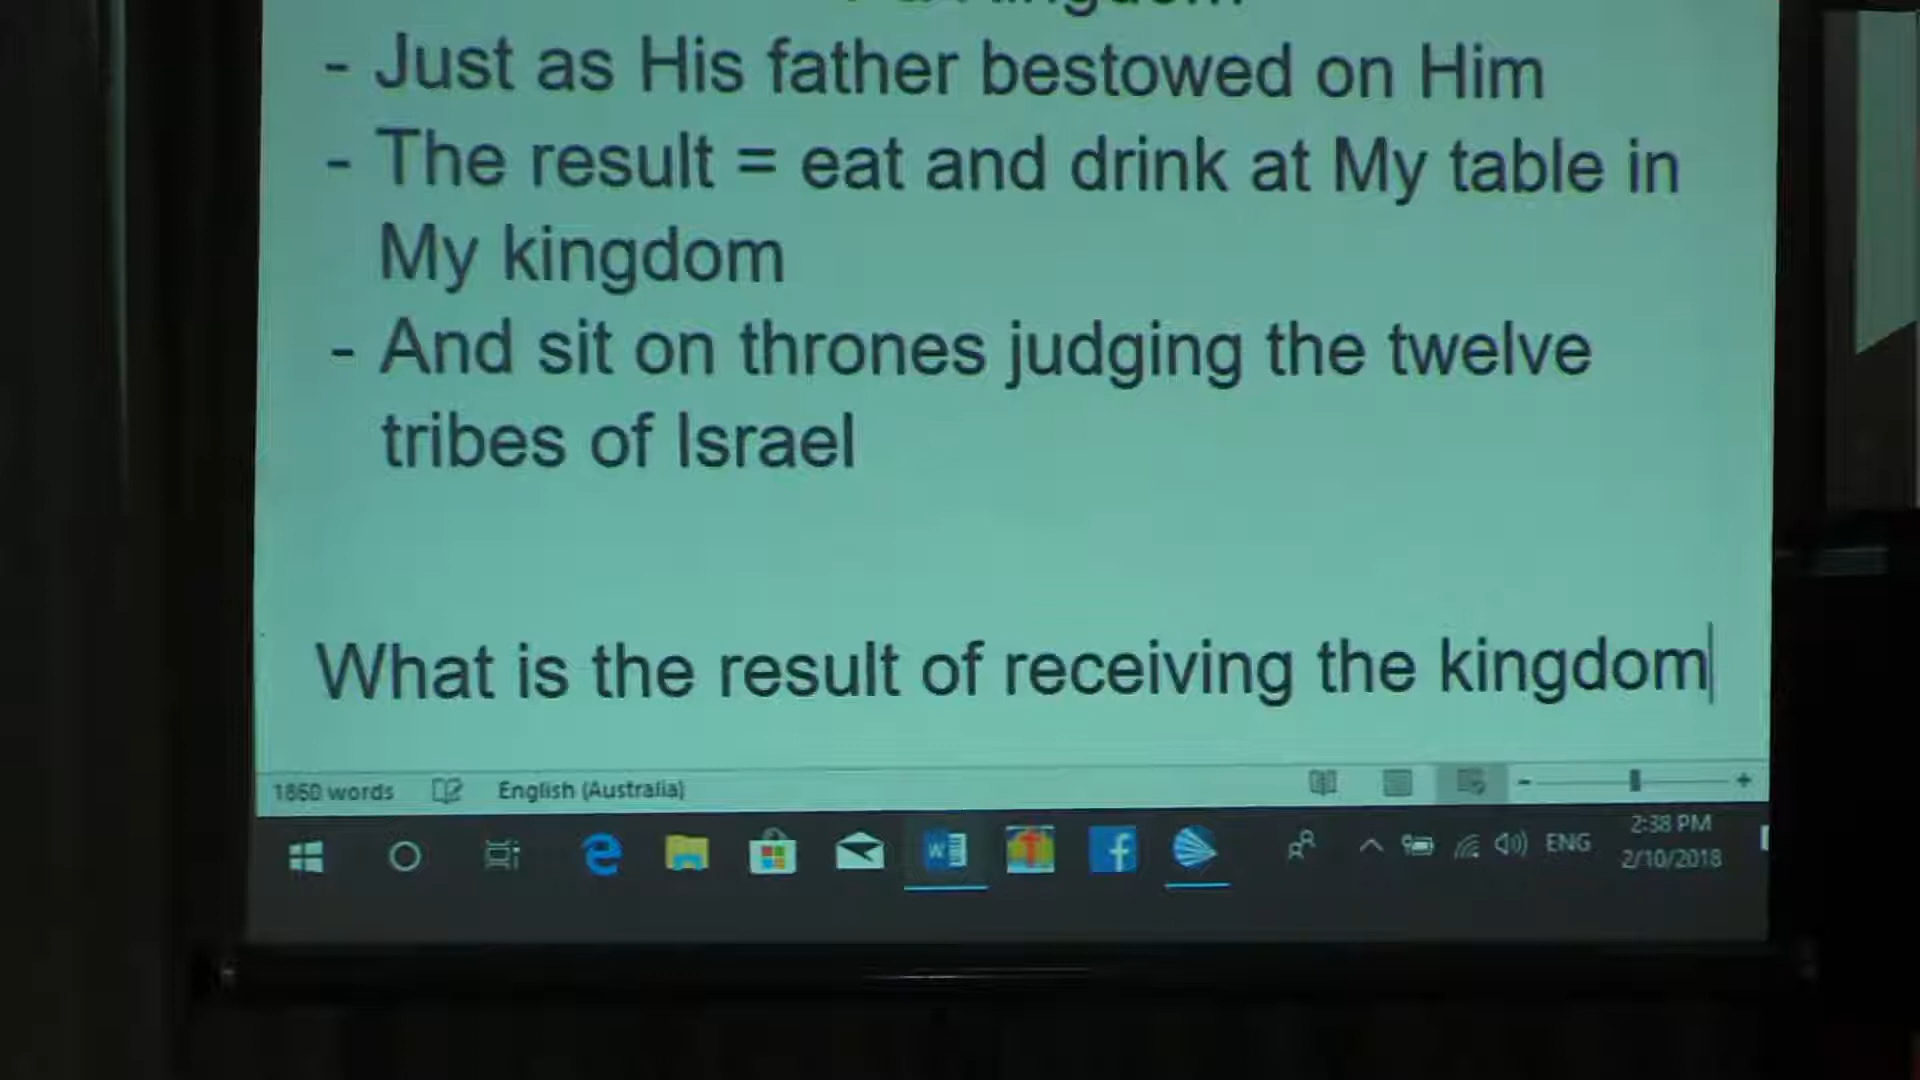 - Just as His father bestowed on Him
- The result = eat and drink at My table in
My kingdom
- And sit on thrones judging the twelve
tribes of Israel
What is the result of receiving the kingdom
1860 words English (Australia)
ENG
2:38 PM
2/10/2018